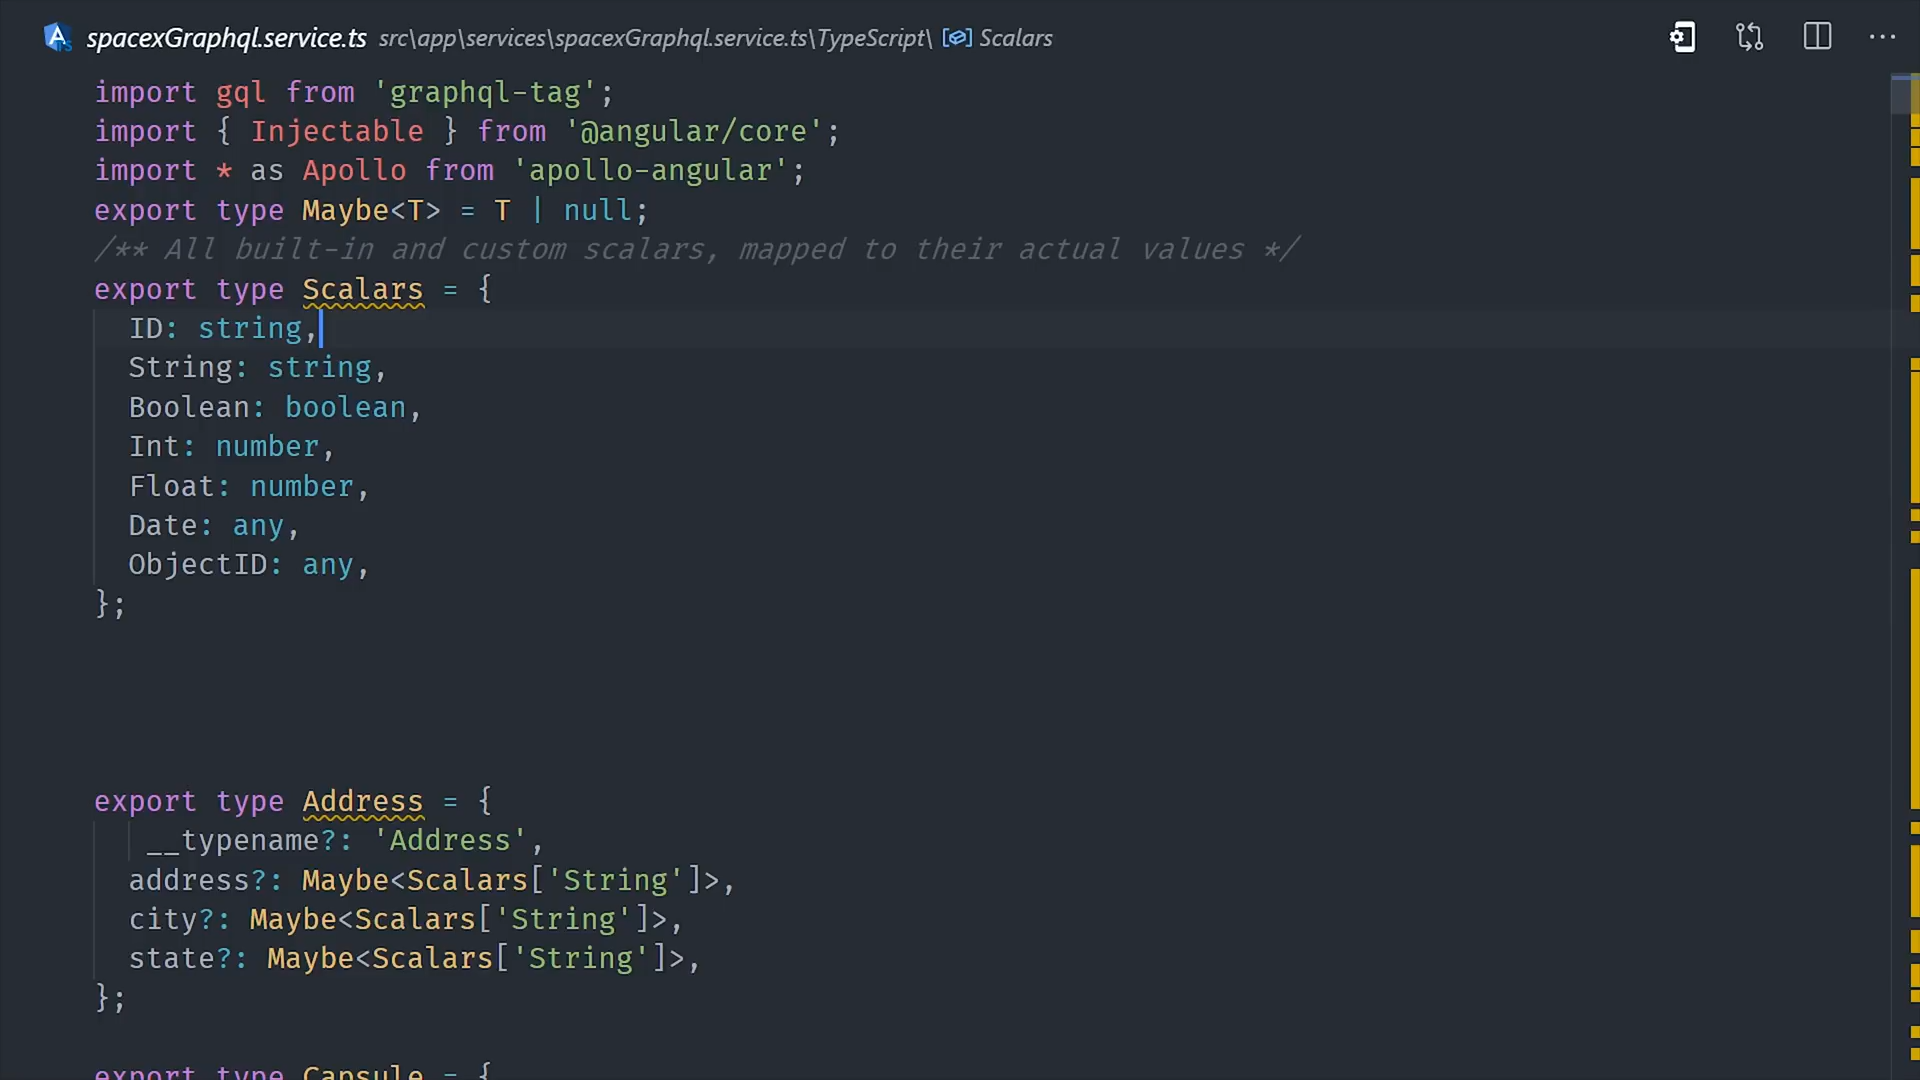 spacexGraphql.service.ts src\app\services\spacexGraphql.service.ts\TypeScript\ Scalars
import gql from 'graphql-tag';
import { Injectable } from '@angular/core';
import * as Apollo from 'apollo-angular';
export type Maybe<T> = T | null;
/** All built-in and custom scalars, mapped to their actual values */
export type Scalars = {
  ID: string,
  String: string,
  Boolean: boolean,
  Int: number,
  Float: number,
  Date: any,
  ObjectID: any,
};
export type Address = {
   __typename?: 'Address',
  address?: Maybe<Scalars['String']>,
  city?: Maybe<Scalars['String']>,
  state?: Maybe<Scalars['String']>,
};
export type Capsule = {